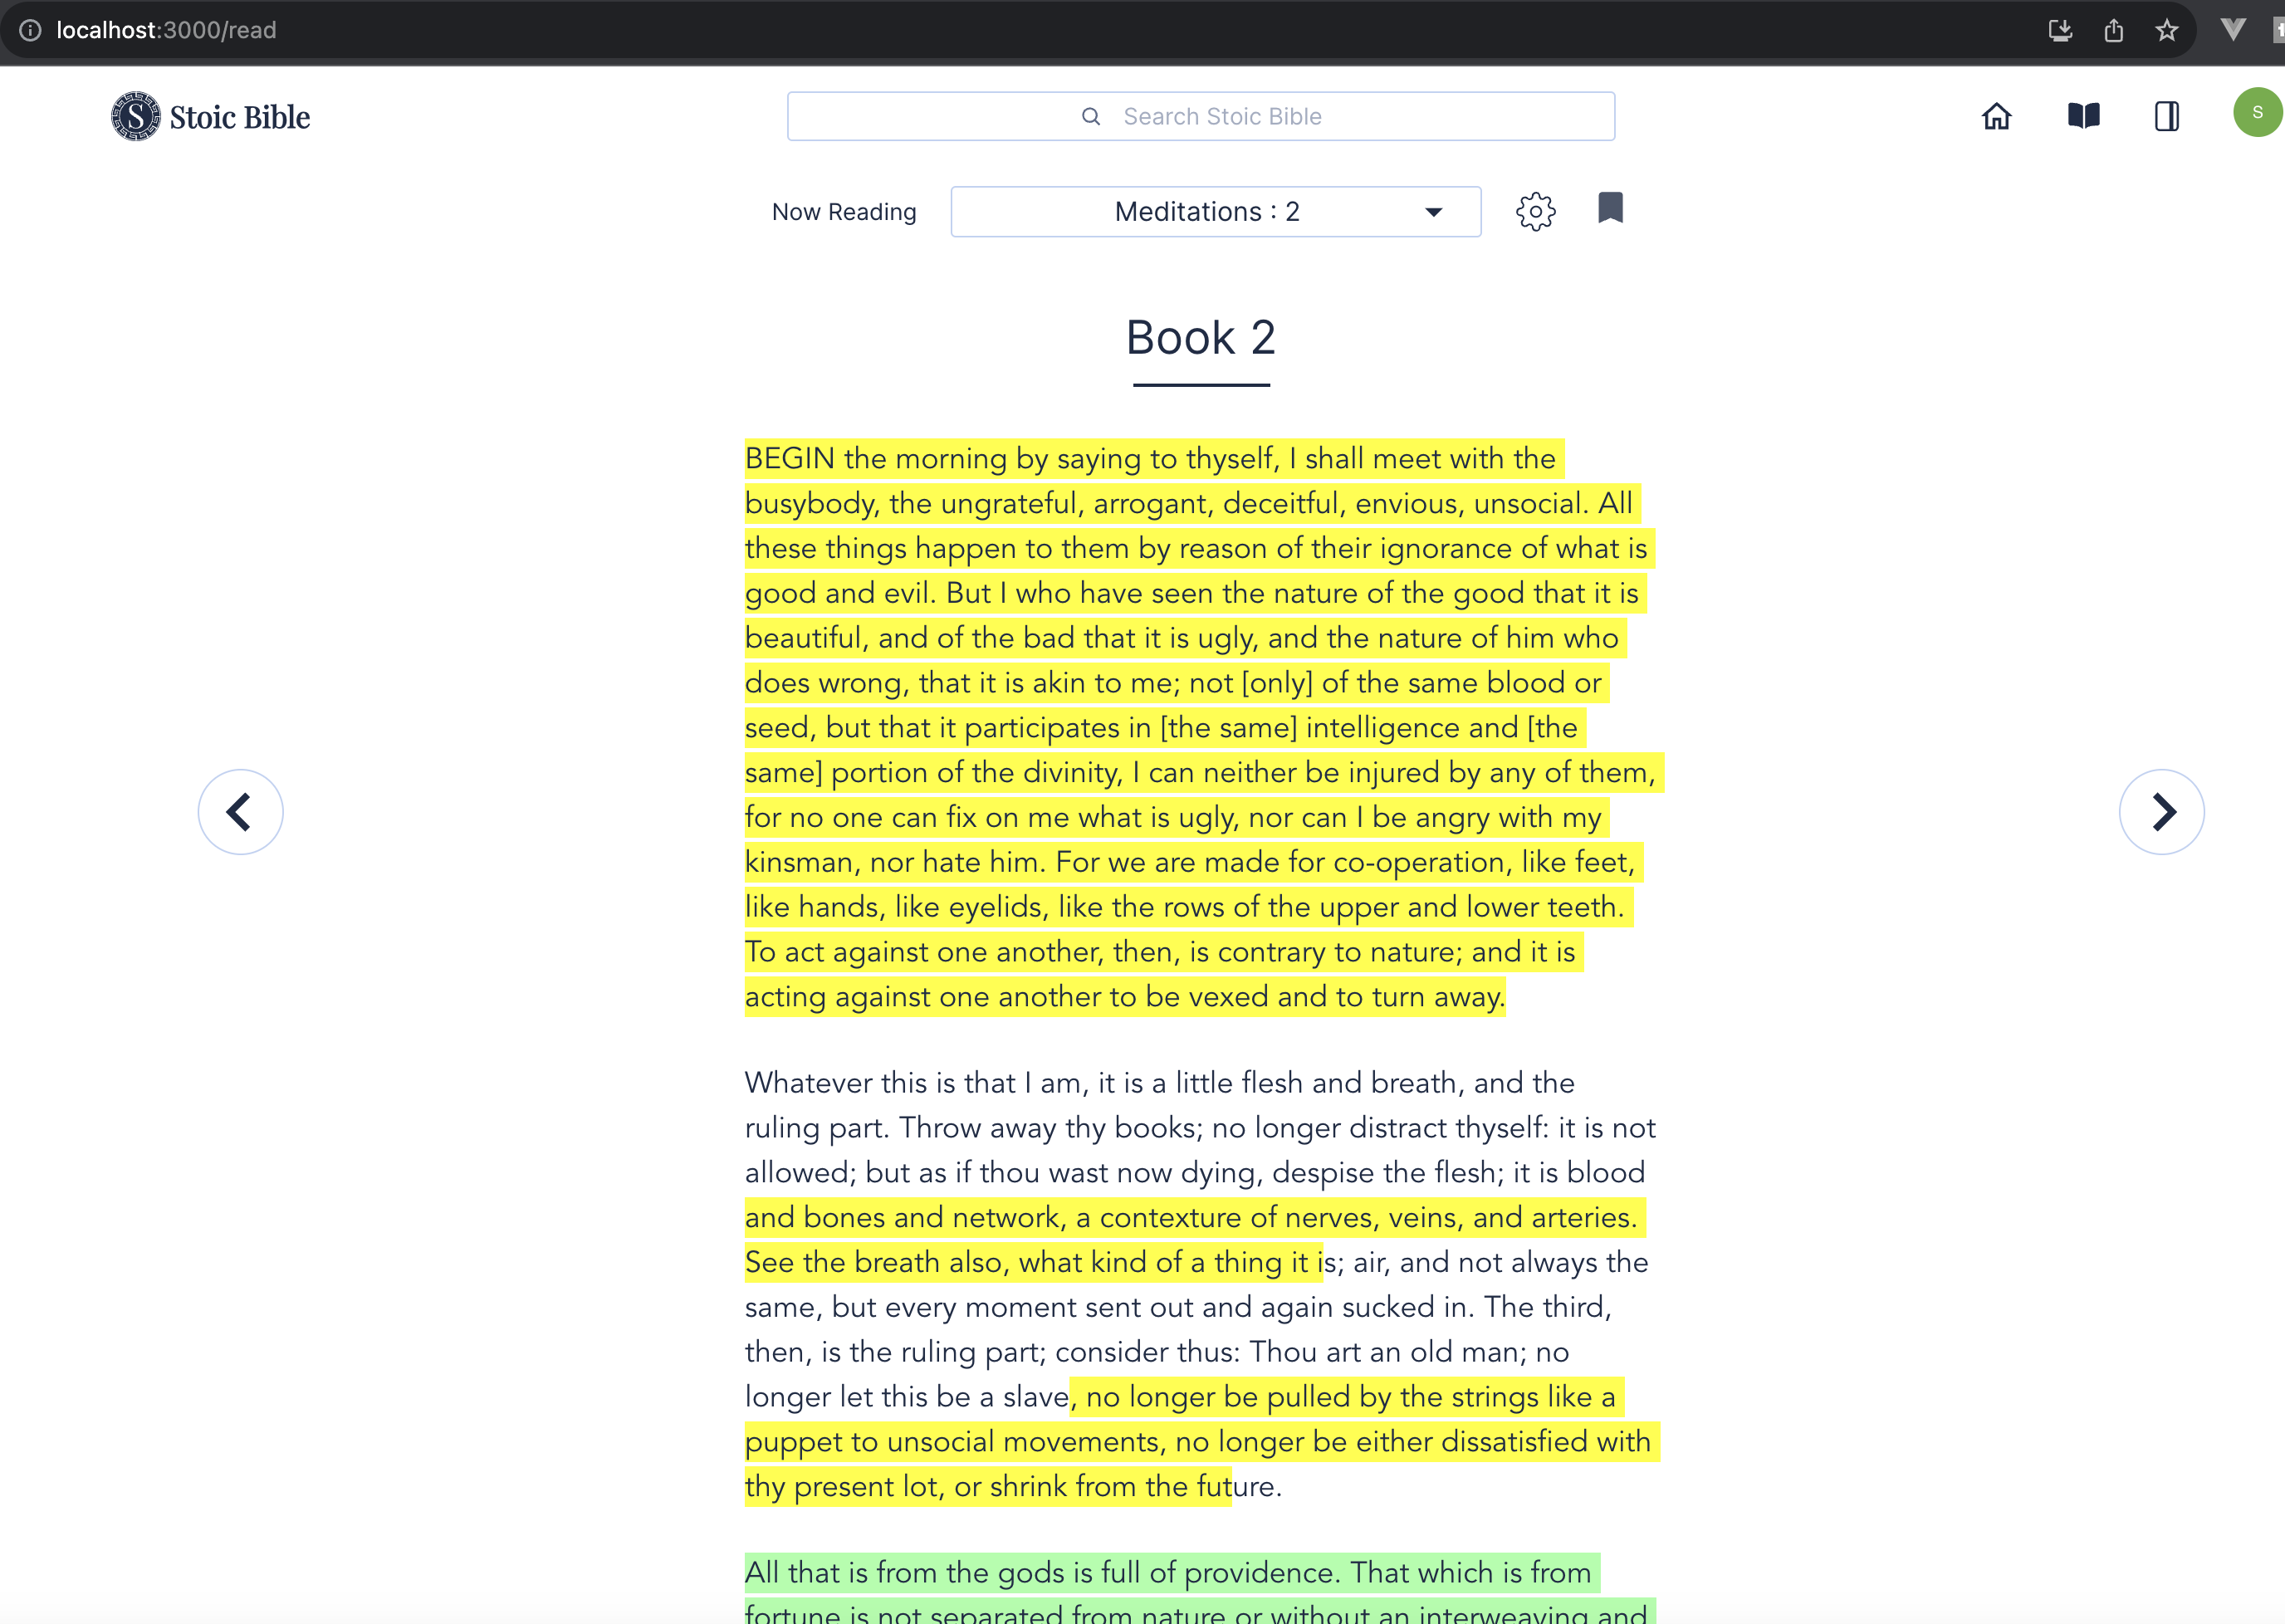 localhost:3000/read
S Stoic Bible
Search Stoic Bible
S
Now Reading
Meditations : 2
Book 2
BEGIN the morning by saying to thyself, I shall meet with the
busybody, the ungrateful, arrogant, deceitful, envious, unsocial. All
these things happen to them by reason of their ignorance of what is
good and evil. But I who have seen the nature of the good that it is
beautiful, and of the bad that it is ugly, and the nature of him who
does wrong, that it is akin to me; not [only] of the same blood or
seed, but that it participates in [the same] intelligence and [the
same] portion of the divinity, I can neither be injured by any of them,
for no one can fix on me what is ugly, nor can I be angry with my
kinsman, nor hate him. For we are made for co-operation, like feet,
like hands, like eyelids, like the rows of the upper and lower teeth.
To act against one another, then, is contrary to nature; and it is
acting against one another to be vexed and to turn away.
Whatever this is that I am, it is a little flesh and breath, and the
ruling part. Throw away thy books; no longer distract thyself: it is not
allowed; but as if thou wast now dying, despise the flesh; it is blood
and bones and network, a contexture of nerves, veins, and arteries.
See the breath also, what kind of a thing it is; air, and not always the
same, but every moment sent out and again sucked in. The third,
then, is the ruling part; consider thus: Thou art an old man; no
longer let this be a slave, no longer be pulled by the strings like a
puppet to unsocial movements, no longer be either dissatisfied with
thy present lot, or shrink from the future.
All that is from the gods is full of providence. That which is from
fortune is not separated from nature or without an interweaving and